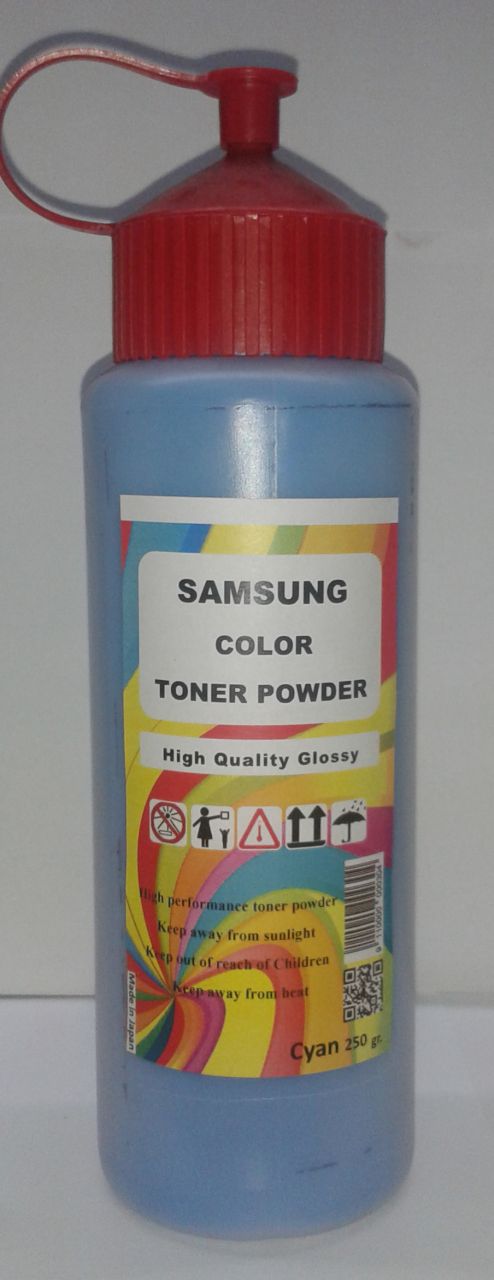 SAMSUNG
COLOR
TONER POWDER
High Quality Glossy
High performance toner powder
Keep away from sunlight
Keep out of reach of Children
Keep away from heat
Made in Japan
Cyan 250 gr.